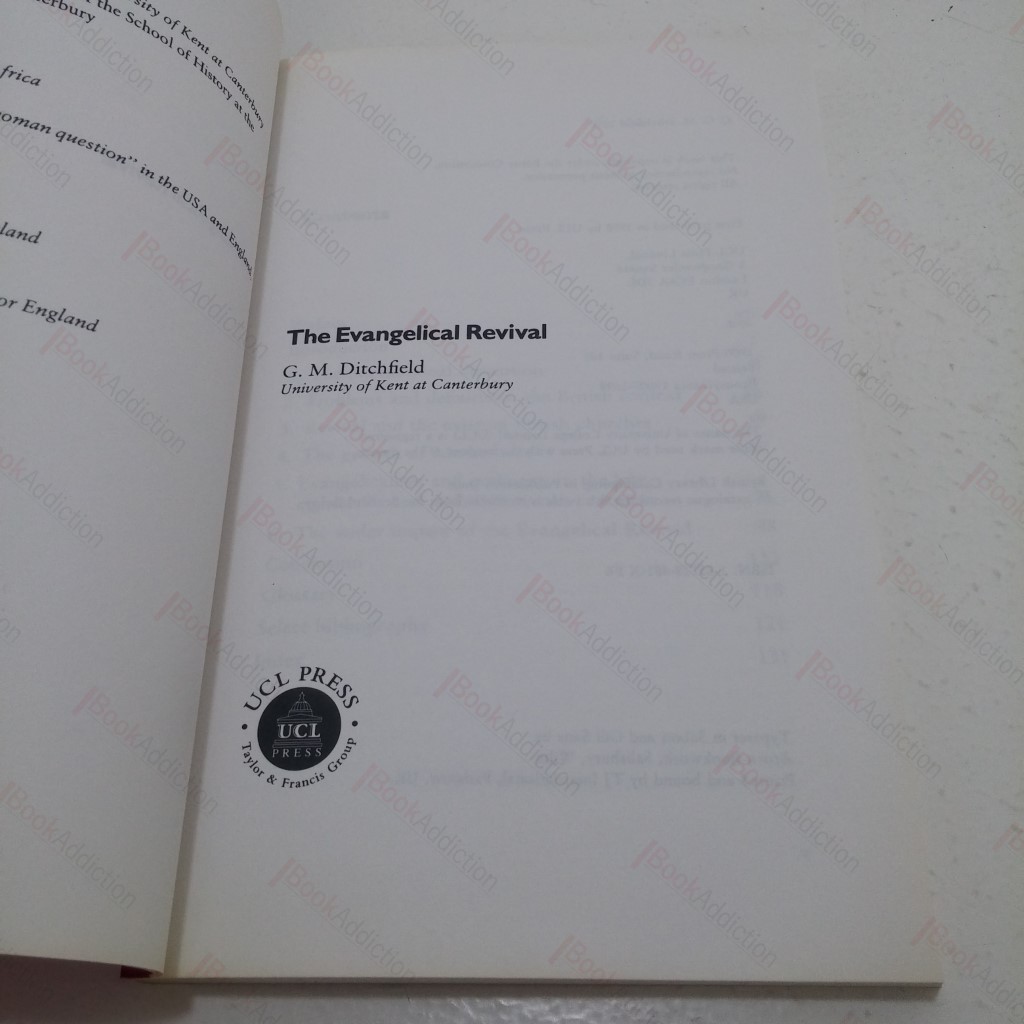 sity of Kent at Canterbury
the School of History at the
terbury
frica
oman question" in the USA and England
land
or England
The Evangelical Revival
G. M. Ditchfield
University of Kent at Canterbury
UCL PRESS
UCL
PRESS
Taylor & Francis Group
BookAddiction